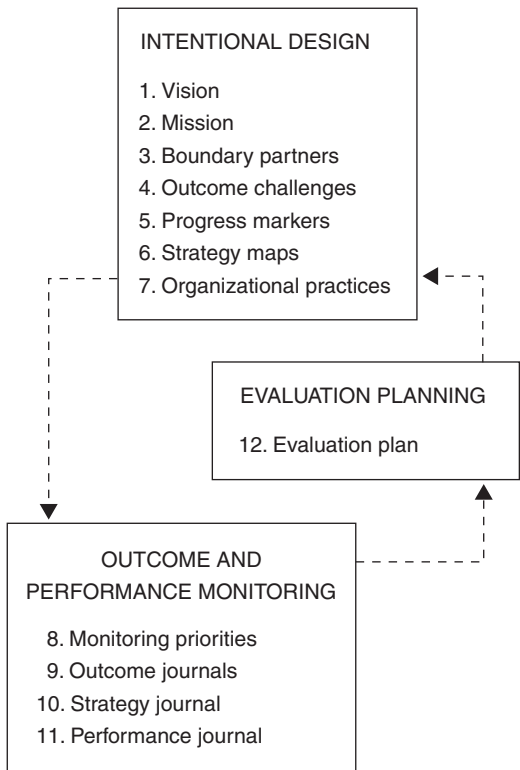 INTENTIONAL DESIGN
1. Vision
2. Mission
3. Boundary partners
4. Outcome challenges
5. Progress markers
6. Strategy maps
7. Organizational practices
EVALUATION PLANNING
12. Evaluation plan
OUTCOME AND
PERFORMANCE MONITORING
8. Monitoring priorities
9. Outcome journals
10. Strategy journal
11. Performance journal